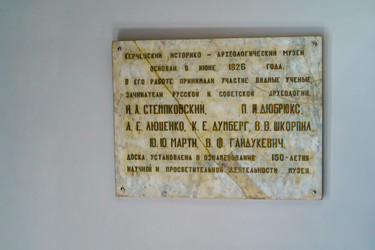 КЕРЧЕНСКИЙ ИСТОРИКО - АРХЕОЛОГИЧЕСКИЙ МУЗЕЙ
ОСНОВАН В ИЮНЕ 1826 ГОДА.
В ЕГО РАБОТЕ ПРИНИМАЛИ УЧАСТИЕ ВИДНЫЕ УЧЕНЫЕ,
ЗАЧИНАТЕЛИ РУССКОЙ И СОВЕТСКОЙ АРХЕОЛОГИИ:
И.А.СТЕМПКОВСКИЙ, П.И.ДЮБРЮКС,
А.Е.ЛЮЦЕНКО, К.Е.ДУМБЕРГ, В.В.ШКОРПИЛ,
Ю.Ю.МАРТИ, В.Ф.ГАЙДУКЕВИЧ.
ДОСКА УСТАНОВЛЕНА В ОЗНАМЕНОВАНИЕ 150-ЛЕТИЯ
НАУЧНОЙ И ПРОСВЕТИТЕЛЬНОЙ ДЕЯТЕЛЬНОСТИ МУЗЕЯ.